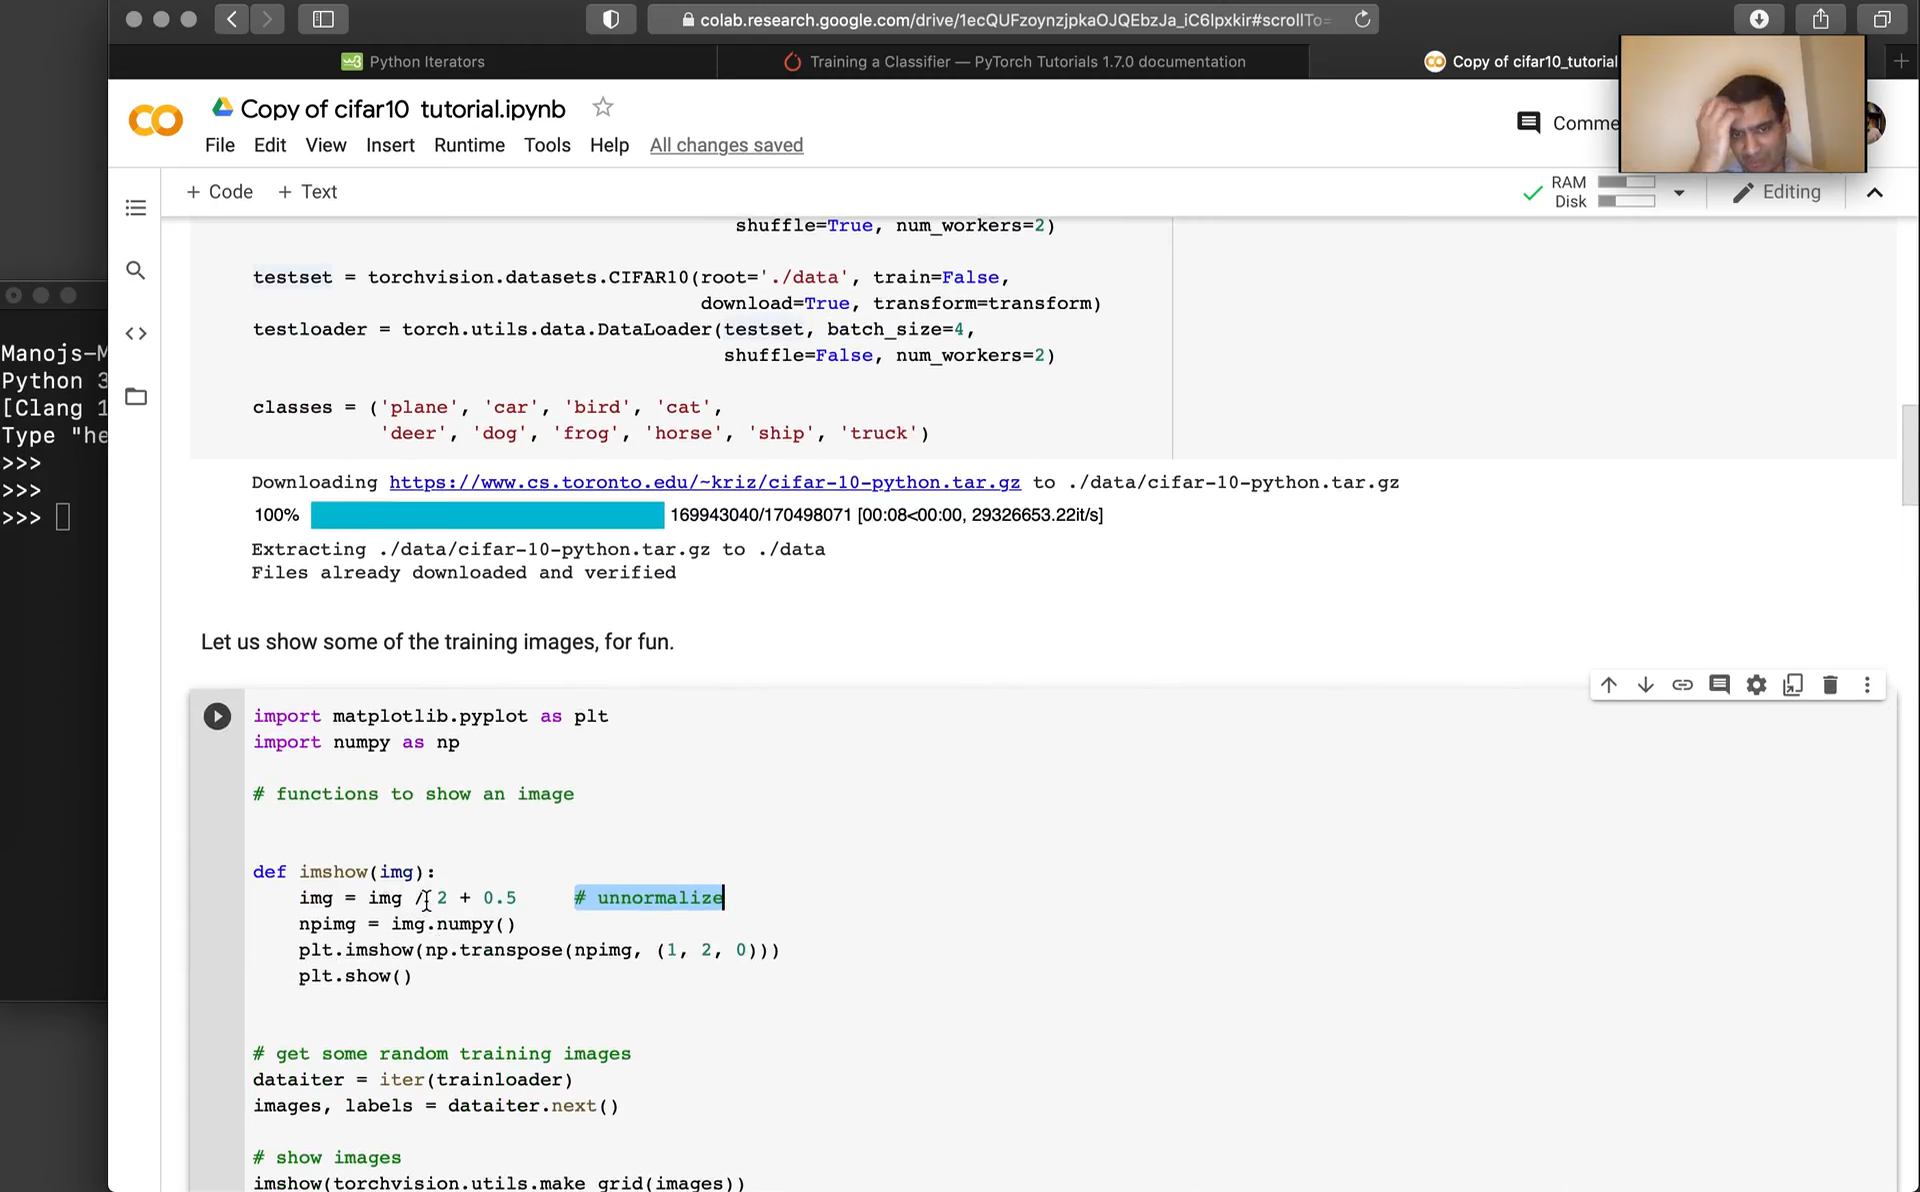 colab.research.google.com/drive/1ecQUFzoynzjpkaOJQEbzJa_iC6lpxkir#scrollTo=
Python Iterators
Training a Classifier — PyTorch Tutorials 1.7.0 documentation
Copy of cifar10_tutorial
Copy of cifar10 tutorial.ipynb
Comme
File Edit View Insert Runtime Tools Help All changes saved
+ Code + Text
RAM
Disk
Editing
shuffle=True, num_workers=2)
testset = torchvision.datasets.CIFAR10(root='./data', train=False,
download=True, transform=transform)
testloader = torch.utils.data.DataLoader(testset, batch_size=4,
shuffle=False, num_workers=2)
classes = ('plane', 'car', 'bird', 'cat',
'deer', 'dog', 'frog', 'horse', 'ship', 'truck')
Downloading https://www.cs.toronto.edu/~kriz/cifar-10-python.tar.gz to ./data/cifar-10-python.tar.gz
100% 169943040/170498071 [00:08<00:00, 29326653.22it/s]
Extracting ./data/cifar-10-python.tar.gz to ./data
Files already downloaded and verified
Let us show some of the training images, for fun.
import matplotlib.pyplot as plt
import numpy as np
# functions to show an image
def imshow(img):
img = img / 2 + 0.5 # unnormalize
npimg = img.numpy()
plt.imshow(np.transpose(npimg, (1, 2, 0)))
plt.show()
# get some random training images
dataiter = iter(trainloader)
images, labels = dataiter.next()
# show images
imshow(torchvision.utils.make_grid(images))
Manojs-M
Python 3
[Clang 1
Type "he
>>>
>>>
>>>